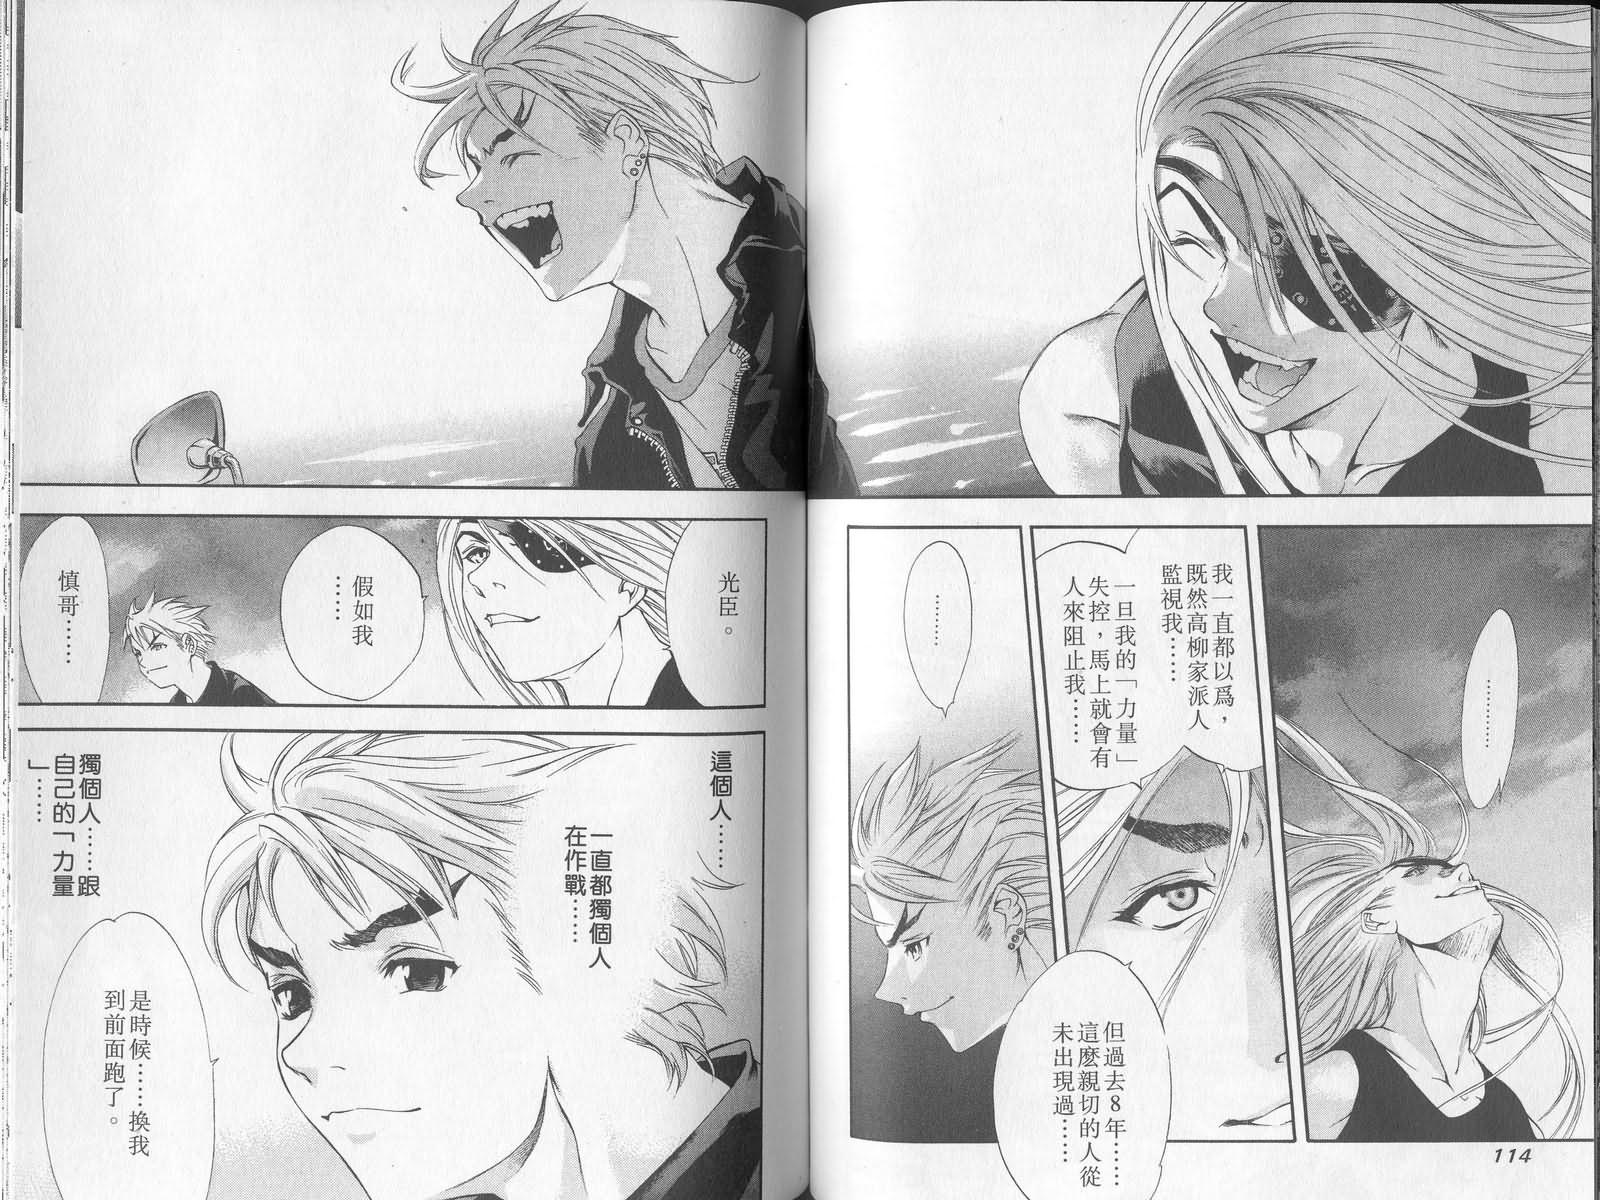 …………
我一直都以爲，
既然高柳家派人
監視我……
一旦我的「力量」
失控，馬上就會有
人來阻止我……
但過去8年……
這麼親切的人從
未出現過……
…………
114
光臣。
假如我
……
慎哥……
這個人……
一直都獨個人
在作戰……
獨個人……跟
自己的「力量
」……
是時候……換我
到前面跑了。